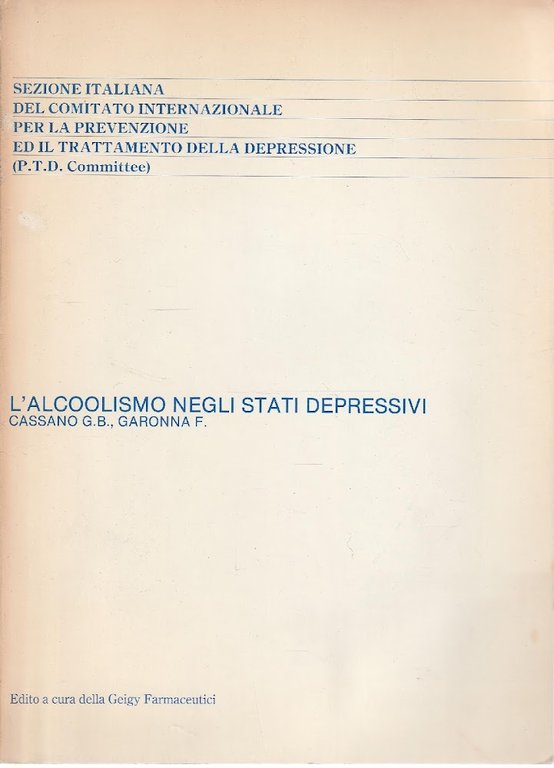 SEZIONE ITALIANA
DEL COMITATO INTERNAZIONALE
PER LA PREVENZIONE
ED IL TRATTAMENTO DELLA DEPRESSIONE
(P.T.D. Committee)
L'ALCOOLISMO NEGLI STATI DEPRESSIVI
CASSANO G.B., GARONNA F.
Edito a cura della Geigy Farmaceutici